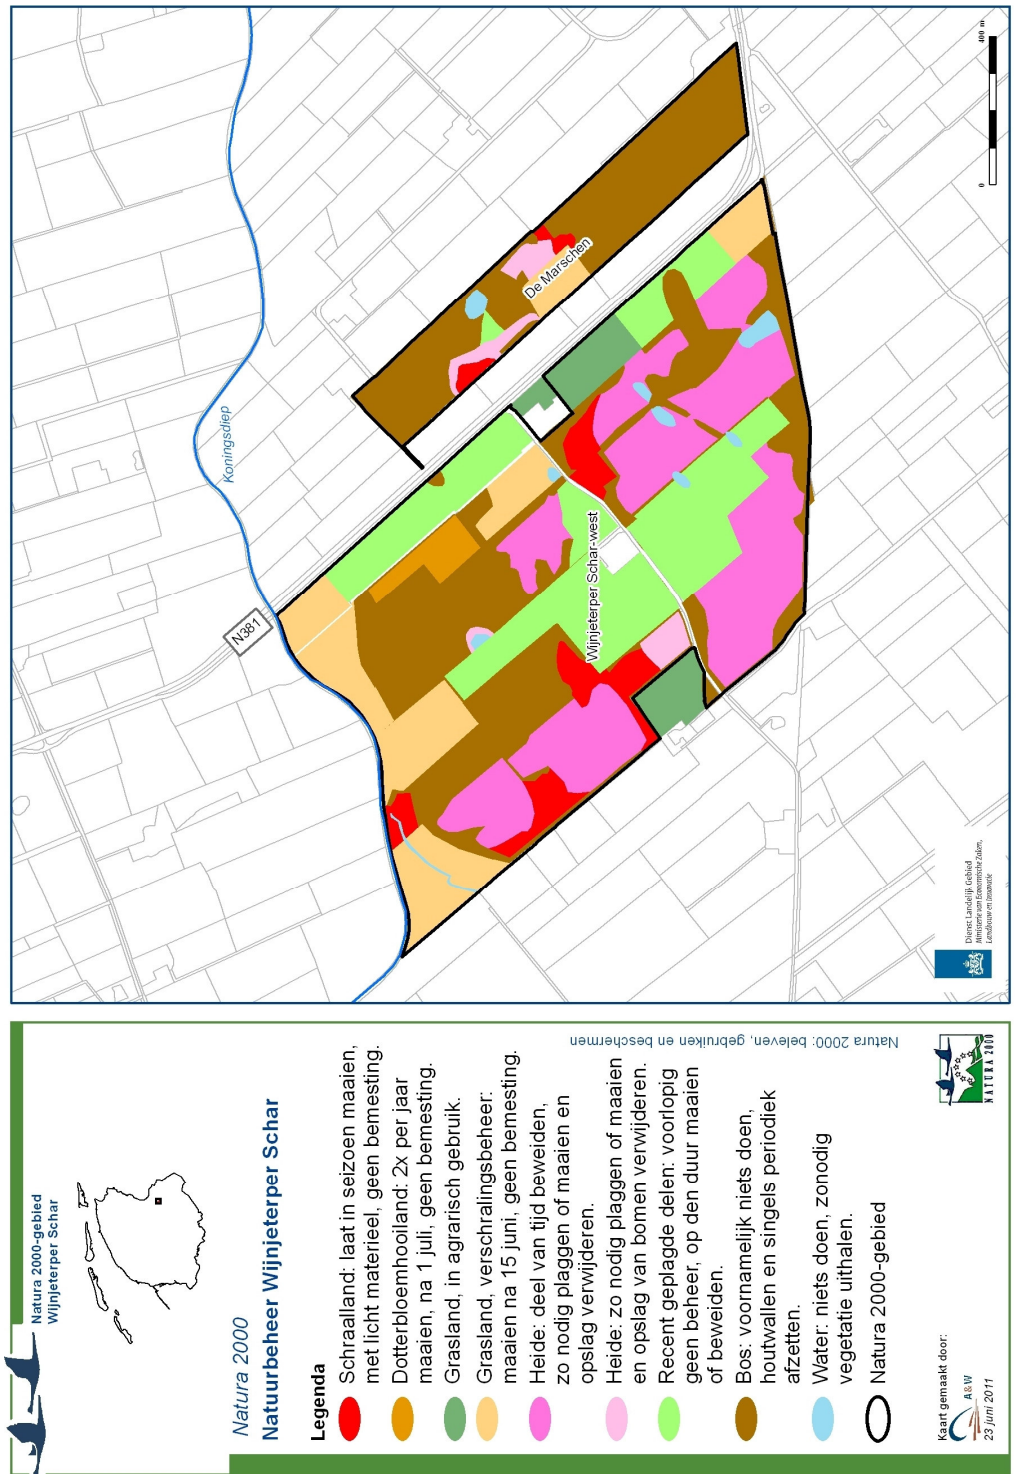 Natura 2000-gebied
Wijnjeterper Schar
Natura 2000
Natuurbeheer Wijnjeterper Schar
Legenda
Schraalland: laat in seizoen maaien,
met licht materieel, geen bemesting.
Dotterbloemhooiland: 2x per jaar
maaien, na 1 juli, geen bemesting.
Grasland, in agrarisch gebruik.
Grasland, verschralingsbeheer:
maaien na 15 juni, geen bemesting.
Heide: deel van tijd beweiden,
zo nodig plaggen of maaien en
opslag verwijderen.
Heide: zo nodig plaggen of maaien
en opslag van bomen verwijderen.
Recent geplagde delen: voorlopig
geen beheer, op den duur maaien
of beweiden.
Bos: voornamelijk niets doen,
houtwallen en singels periodiek
afzetten.
Water: niets doen, zonodig
vegetatie uithalen.
Natura 2000-gebied
Kaart gemaakt door:
A&W
23 juni 2011
Natura 2000: beleven, gebruiken en beschermen
NATURA 2000
Koningsdiep
N381
De Marschen
Wijnjeterper Schar-west
0 400 m
Dienst Landelijk Gebied
Ministerie van Economische Zaken,
Landbouw en Innovatie